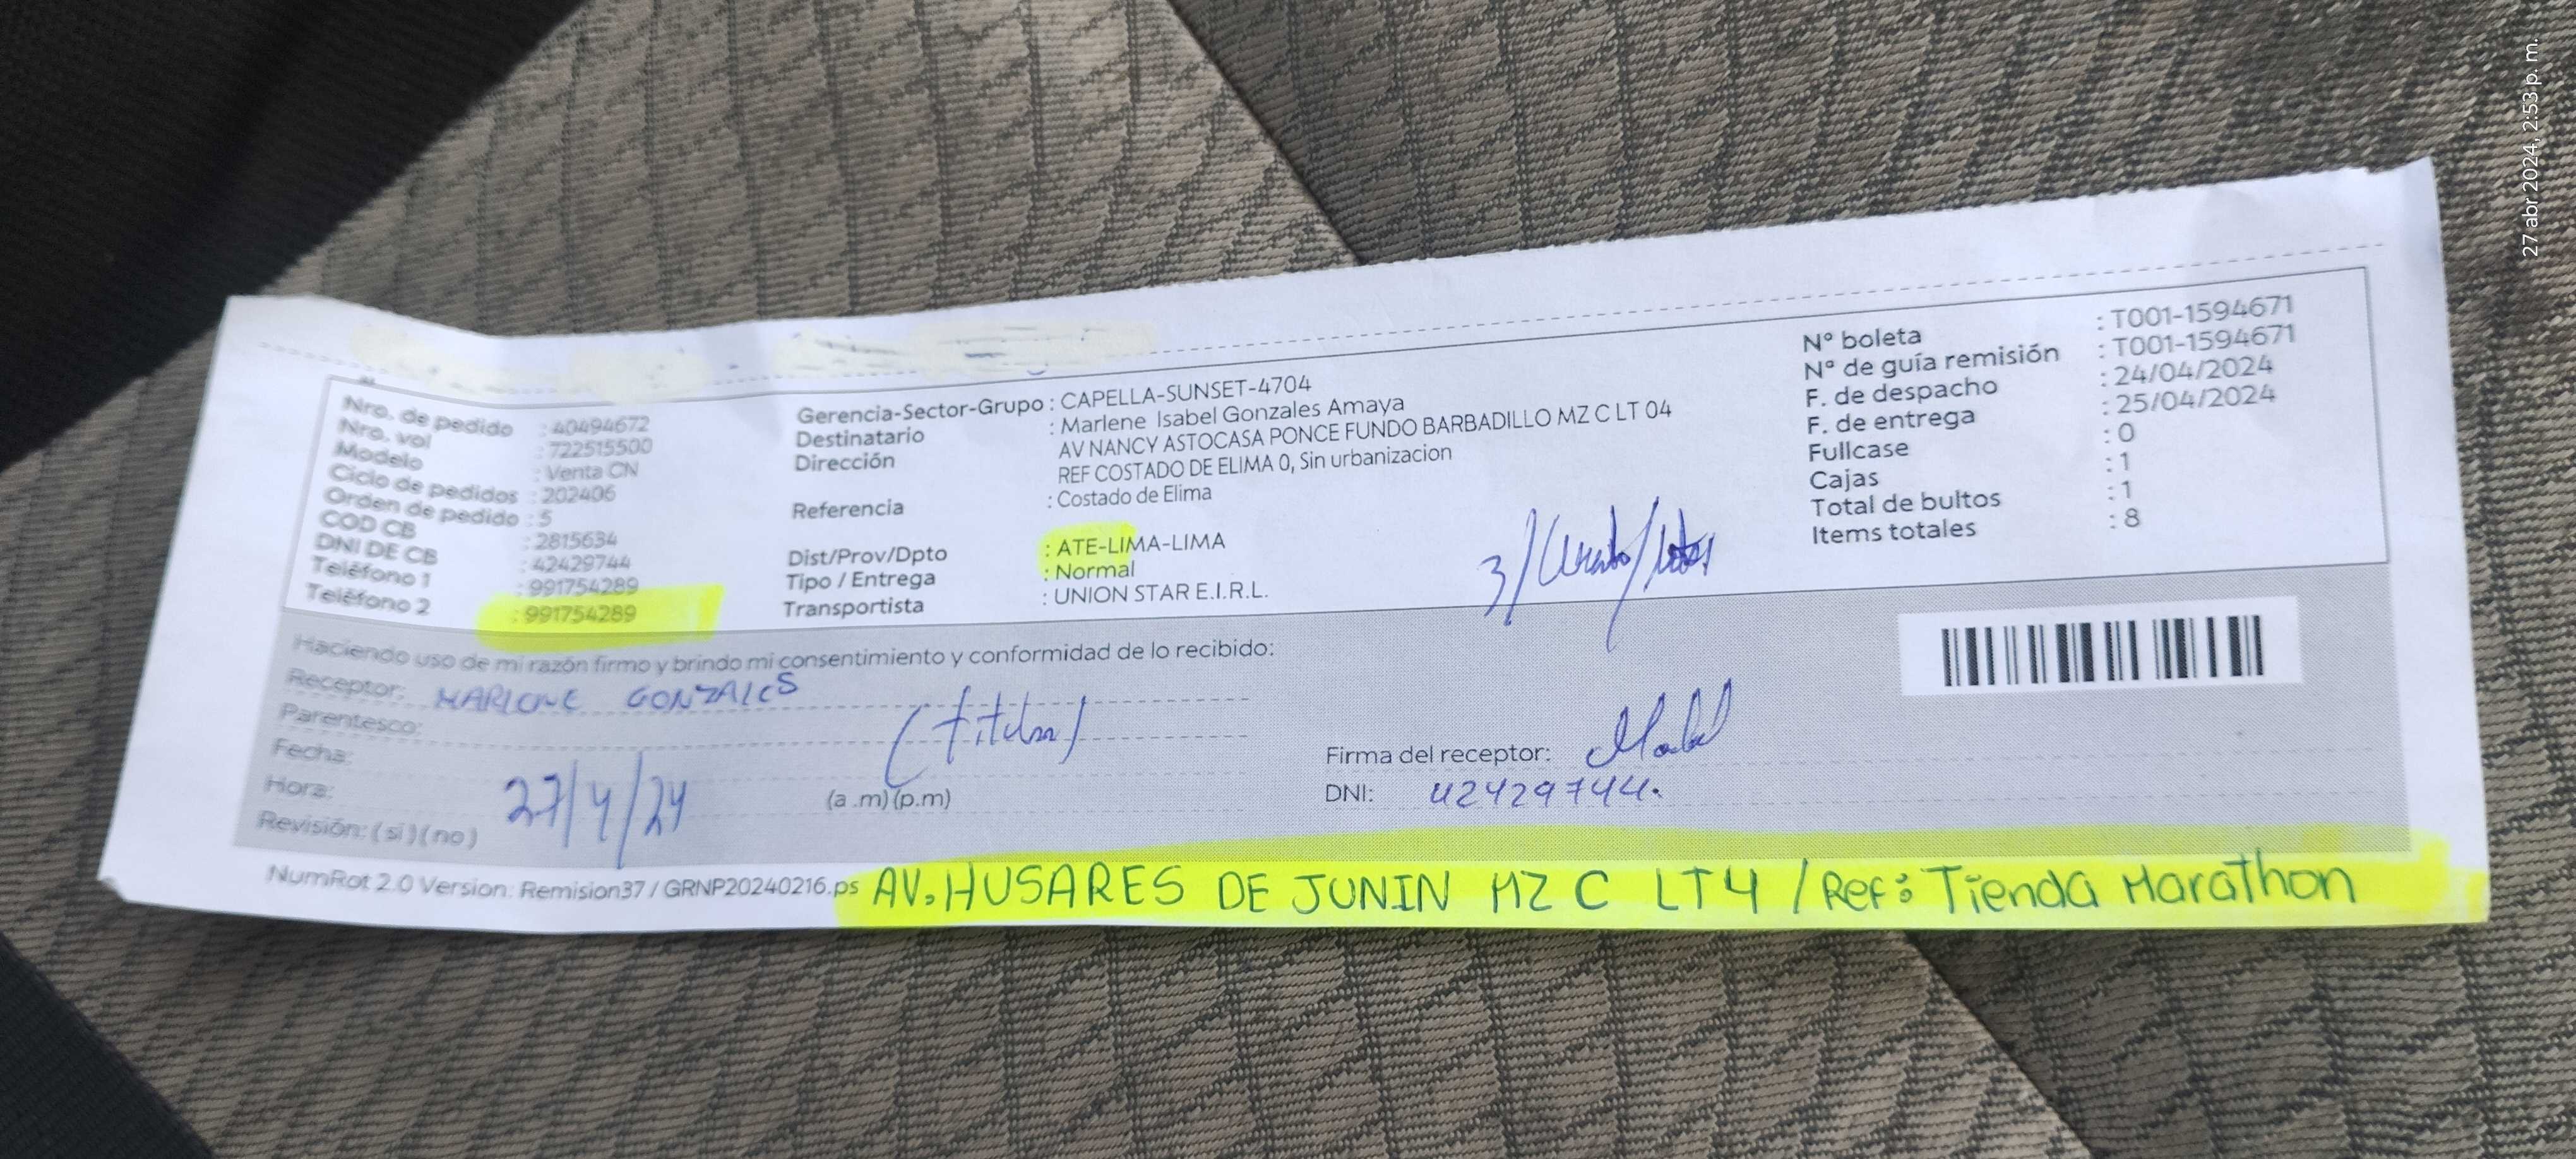 27 abr 2024, 2:53 p. m.
Nro. de pedido : 40494672
Nro. vol : 722515500
Modelo : Venta CN
Ciclo de pedidos : 202406
Orden de pedido : 5
COD CB : 2815634
DNI DE CB : 42429744
Teléfono 1 : 991754289
Teléfono 2 : 991754289
Gerencia-Sector-Grupo : CAPELLA-SUNSET-4704
Destinatario : Marlene Isabel Gonzales Amaya
Dirección : AV NANCY ASTOCASA PONCE FUNDO BARBADILLO MZ C LT 04
REF COSTADO DE ELIMA 0, Sin urbanizacion
Referencia : Costado de Elima
Dist/Prov/Dpto : ATE-LIMA-LIMA
Tipo / Entrega : Normal
Transportista : UNION STAR E.I.R.L.
N° boleta : T001-1594671
N° de guía remisión : T001-1594671
F. de despacho : 24/04/2024
F. de entrega : 25/04/2024
Fullcase : 0
Cajas : 1
Total de bultos : 1
Items totales : 8
3/
Haciendo uso de mi razón firmo y brindo mi consentimiento y conformidad de lo recibido:
Receptor: MARLENE GONZALES
Parentesco: (titular)
Fecha: 27/4/24
Hora: (a .m) (p.m)
Revisión: ( si ) ( no )
Firma del receptor:
DNI: 42429744.
NumRot 2.0 Version: Remision37 / GRNP20240216.ps
AV. HUSARES DE JUNIN MZ C LT4 / Ref: Tienda Marathon